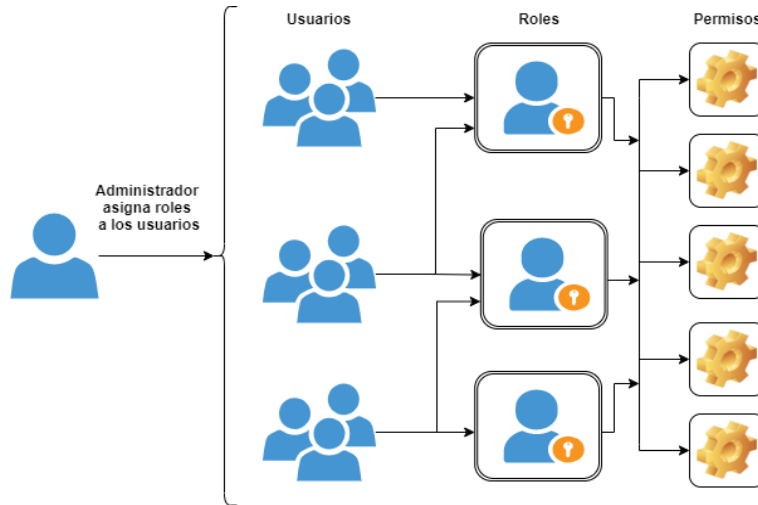 Usuarios
Roles
Permisos
Administrador
asigna roles
a los usuarios